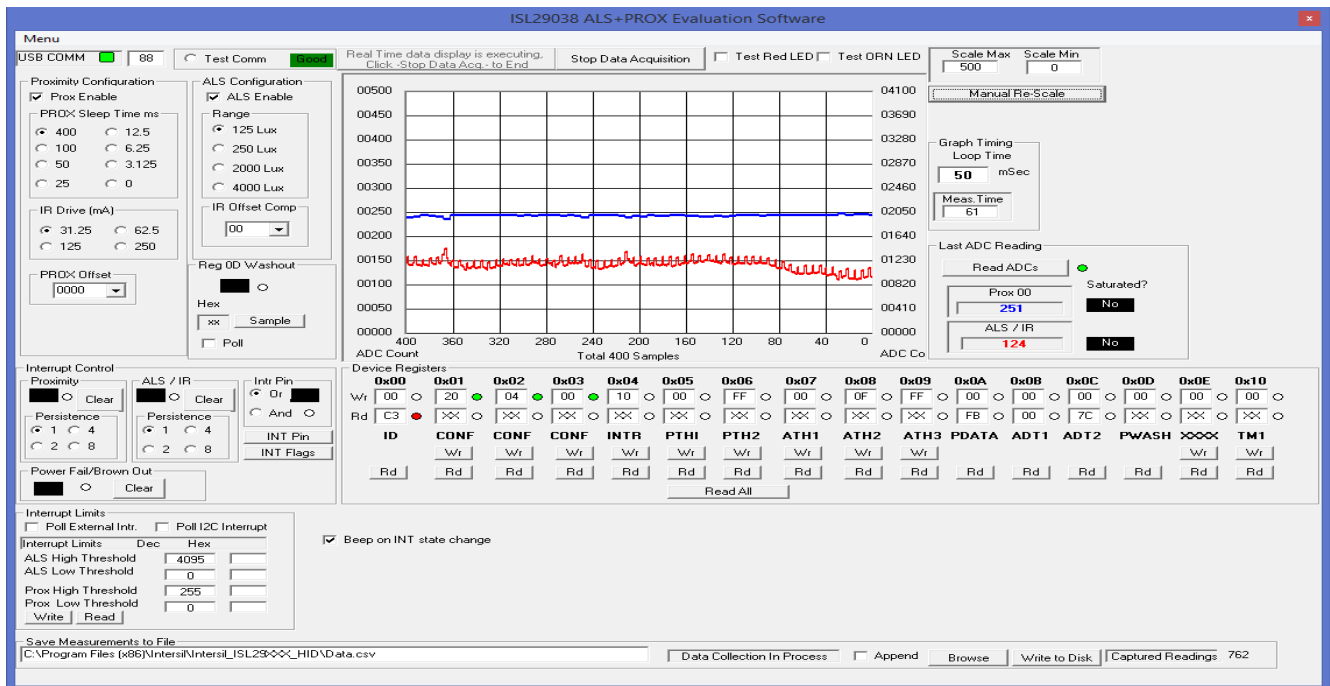 ISL29038 ALS+PROX Evaluation Software
Menu
USB COMM 88 Test Comm Good
Real Time data display is executing,
Click -Stop Data Acq.- to End
Stop Data Acquisition Test Red LED Test ORN LED
Scale Max Scale Min
500 0
Manual Re-Scale
Proximity Configuration
Prox Enable
PROX Sleep Time ms
400 12.5
100 6.25
50 3.125
25 0
IR Drive (mA)
31.25 62.5
125 250
PROX Offset
0000
ALS Configuration
ALS Enable
Range
125 Lux
250 Lux
2000 Lux
4000 Lux
IR Offset Comp
00
Reg 0D Washout
Hex
xx Sample
Poll
00500 04100
00450 03690
00400 03280
00350 02870
00300 02460
00250 02050
00200 01640
00150 01230
00100 00820
00050 00410
00000 00000
400 360 320 280 240 200 160 120 80 40 0
ADC Count Total 400 Samples ADC Co
Graph Timing
Loop Time
50 mSec
Meas.Time
61
Last ADC Reading
Read ADCs
Saturated?
Prox 00
251 No
ALS / IR
124 No
Interrupt Control
Proximity
Clear
Persistence
1 4
2 8
ALS / IR
Clear
Persistence
1 4
2 8
Intr Pin
Or
And
INT Pin
INT Flags
Power Fail/Brown Out
Clear
Device Registers
0x00 0x01 0x02 0x03 0x04 0x05 0x06 0x07 0x08 0x09 0x0A 0x0B 0x0C 0x0D 0x0E 0x10
Wr 00 20 04 00 10 00 FF 00 0F FF 00 00 00 00 00 00
Rd C3 XX XX XX XX XX XX XX XX XX FB 00 7C XX XX XX
ID CONF CONF CONF INTR PTHI PTH2 ATH1 ATH2 ATH3 PDATA ADT1 ADT2 PWASH XXXX TM1
Wr Wr Wr Wr Wr Wr Wr Wr Wr Wr Wr
Rd Rd Rd Rd Rd Rd Rd Rd Rd Rd Rd Rd Rd Rd Rd Rd
Read All
Interrupt Limits
Poll External Intr. Poll I2C Interrupt
Interrupt Limits Dec Hex
ALS High Threshold 4095
ALS Low Threshold 0
Prox High Threshold 255
Prox Low Threshold 0
Write Read
Beep on INT state change
Save Measurements to File
C:\Program Files (x86)\Intersil\Intersil_ISL29XXX_HID\Data.csv
Data Collection In Process Append Browse Write to Disk Captured Readings 762